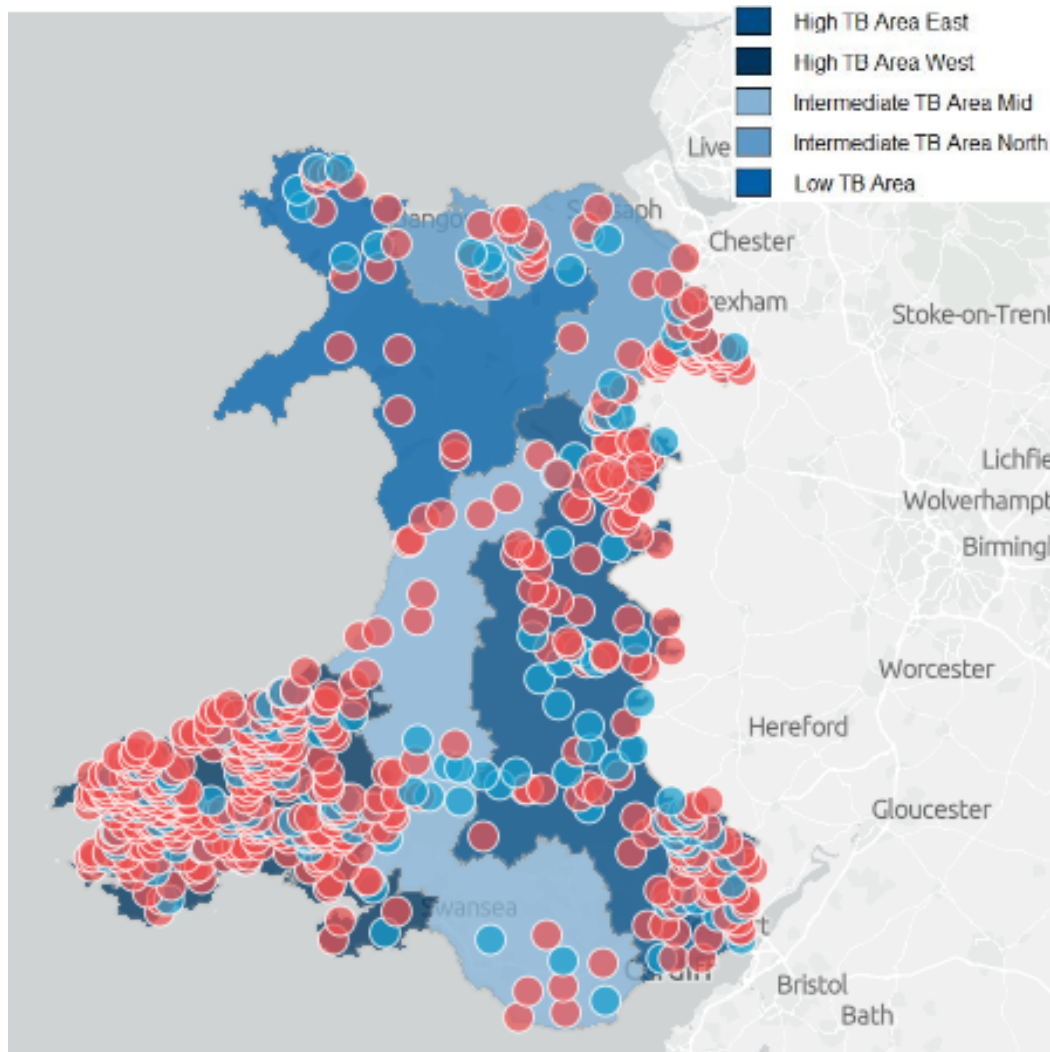 High TB Area East
High TB Area West
Intermediate TB Area Mid
Live
Intermediate TB Area North
Low TB Area
Chester
Stoke-on-Trent
Lichfie
Wolverhampt
Birmingh
Worcester
Hereford
Gloucester
Swansea
Cardiff
Bristol
Bath